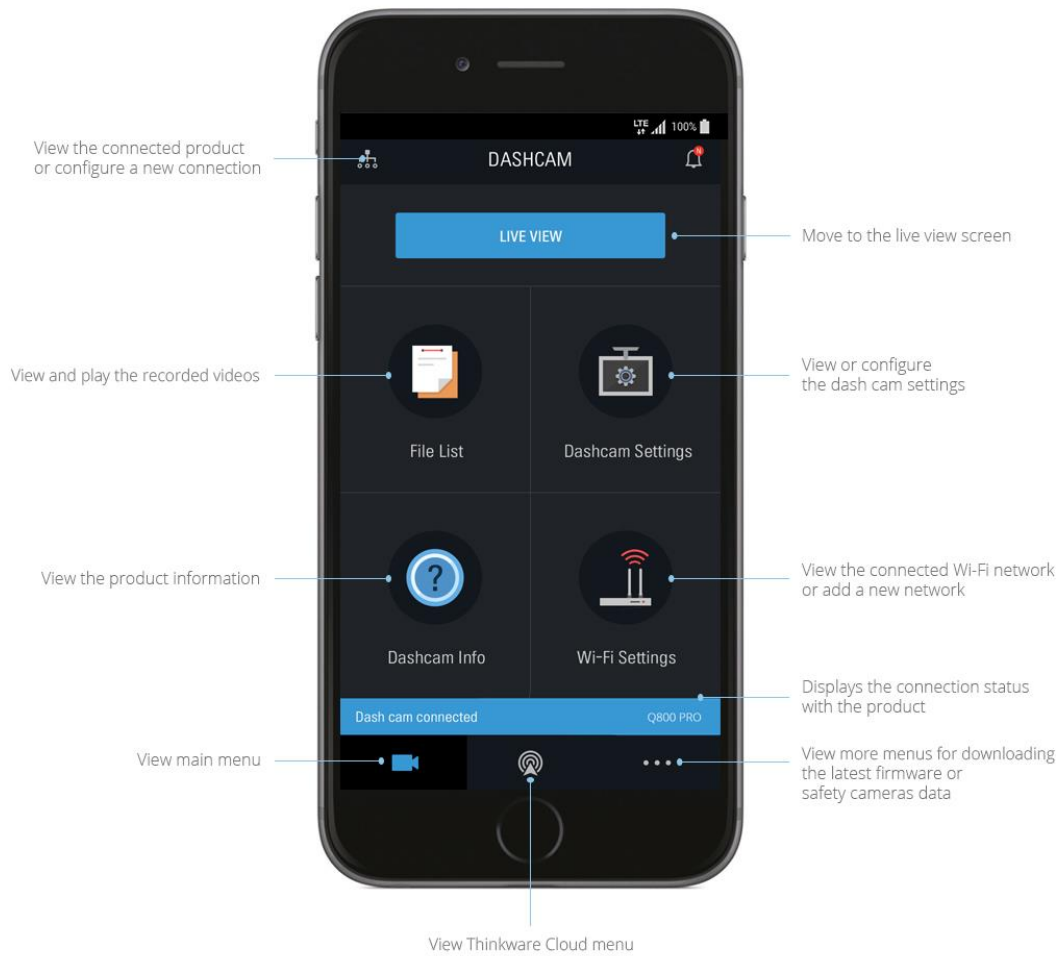 LTE 100%
View the connected product
or configure a new connection
DASHCAM
N
LIVE VIEW
Move to the live view screen
View and play the recorded videos
View or configure
the dash cam settings
File List
Dashcam Settings
View the product information
?
View the connected Wi-Fi network
or add a new network
Dashcam Info
Wi-Fi Settings
Displays the connection status
with the product
Dash cam connected
Q800 PRO
View main menu
View more menus for downloading
the latest firmware or
safety cameras data
View Thinkware Cloud menu